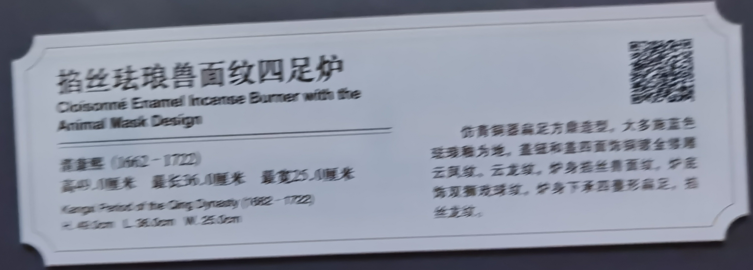 掐丝珐琅兽面纹四足炉
Cloisonné Enamel Incense Burner with the
Animal Mask Design
清康熙（1662－1722）
高49.0厘米 最长36.0厘米 最宽25.0厘米
Kangxi Period of the Qing Dynasty (1662－1722)
H. 49.0cm L. 36.0cm W. 25.0cm
仿青铜器扁足方鼎造型，大多施蓝色
珐琅釉为地，盖钮和盖四面饰铜镀金
云凤纹、云龙纹，炉身掐丝兽面纹，炉底
饰双狮戏球纹，炉身下承四夔形扁足，掐
丝龙纹。